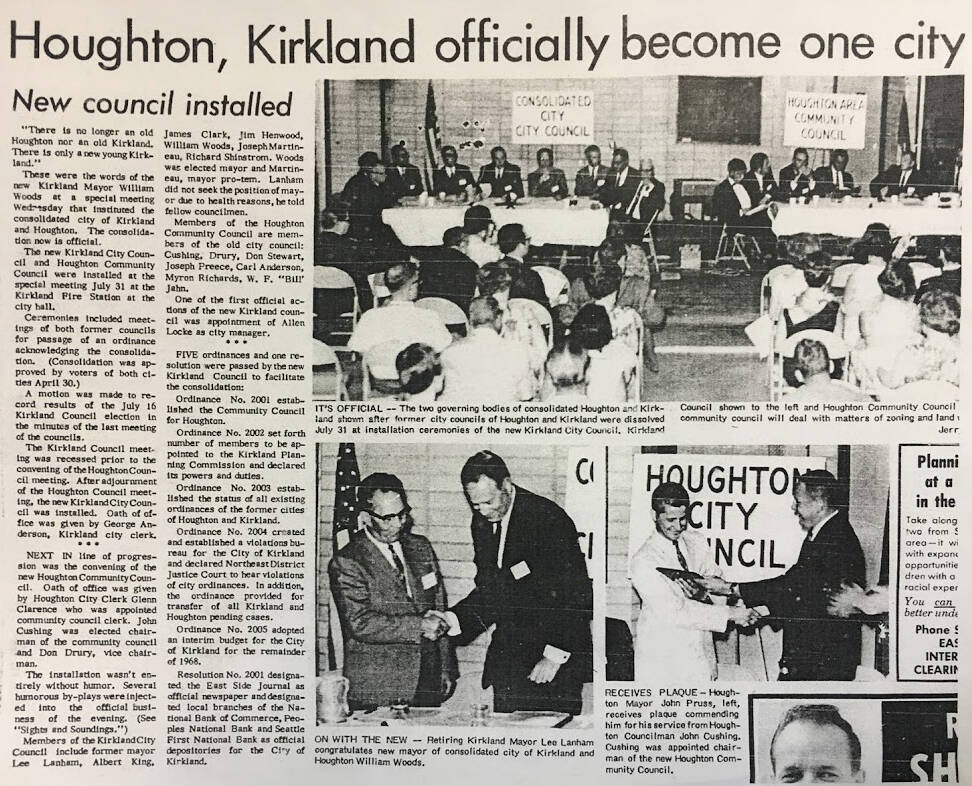 Houghton, Kirkland officially become one city
New council installed
"There is no longer an old
Houghton nor an old Kirkland.
There is only a new young Kirk-
land."
These were the words of the
new Kirkland Mayor William
Woods at a special meeting
Wednesday that instituted the
consolidated city of Kirkland
and Houghton. The consolida-
tion now is official.
The new Kirkland City Coun-
cil and Houghton Community
Council were installed at the
special meeting July 31 at the
Kirkland Fire Station at the
city hall.
Ceremonies included meet-
ings of both former councils
for passage of an ordinance
acknowledging the consolida-
tion. (Consolidation was ap-
proved by voters of both cit-
ies April 30.)
A motion was made to re-
cord results of the July 16
Kirkland Council election in
the minutes of the last meeting
of the councils.
The Kirkland Council meet-
ing was recessed prior to the
convening of the Houghton Coun-
cil meeting. After adjournment
of the Houghton Council meet-
ing, the new Kirkland City Coun-
cil was installed. Oath of of-
fice was given by George An-
derson, Kirkland city clerk.
* * *
NEXT IN line of progres-
sion was the convening of the
new Houghton Community Coun-
cil. Oath of office was given
by Houghton City Clerk Glenn
Clarence who was appointed
community council clerk. John
Cushing was elected chair-
man of the community council
and Don Drury, vice chair-
man.
The installation wasn't en-
tirely without humor. Several
humorous by-plays were inject-
ed into the official busi-
ness of the evening. (See
"Sights and Soundings.")
Members of the Kirkland City
Council include former mayor
Lee Lanham, Albert King,
James Clark, Jim Henwood,
William Woods, Joseph Martin-
eau, Richard Shinstrom. Woods
was elected mayor and Martin-
eau, mayor pro-tem. Lanham
did not seek the position of may-
or due to health reasons, he told
fellow councilmen.
Members of the Houghton
Community Council are mem-
bers of the old city council:
Cushing, Drury, Don Stewart,
Joseph Preece, Carl Anderson,
Myron Richards, W. F. "Bill"
Jahn.
One of the first official ac-
tions of the new Kirkland coun-
cil was appointment of Allen
Locke as city manager.
* * *
FIVE ordinances and one re-
solution were passed by the new
Kirkland Council to facilitate
the consolidation:
Ordinance No. 2001 estab-
lished the Community Council
for Houghton.
Ordinance No. 2002 set forth
number of members to be ap-
pointed to the Kirkland Plan-
ning Commission and declared
its powers and duties.
Ordinance No. 2003 estab-
lished the status of all existing
ordinances of the former cities
of Houghton and Kirkland.
Ordinance No. 2004 created
and established a violations bu-
reau for the City of Kirkland
and declared Northeast District
Justice Court to hear violations
of city ordinances. In addition,
the ordinance provided for
transfer of all Kirkland and
Houghton pending cases.
Ordinance No. 2005 adopted
an interim budget for the City
of Kirkland for the remainder
of 1968.
Resolution No. 2001 designa-
ted the East Side Journal as
official newspaper and designa-
ted local branches of the Na-
tional Bank of Commerce, Peo-
ples National Bank and Seattle
First National Bank as official
depositories for the City of
Kirkland.
CONSOLIDATED
CITY
CITY COUNCIL
HOUGHTON AREA
COMMUNITY
COUNCIL
IT'S OFFICIAL -- The two governing bodies of consolidated Houghton and Kirk-
land shown after former city councils of Houghton and Kirkland were dissolved
July 31 at installation ceremonies of the new Kirkland City Council. Kirkland
Council shown to the left and Houghton Community Council
community council will deal with matters of zoning and land
Jerr
HOUGHTON
CITY
NCIL
ON WITH THE NEW -- Retiring Kirkland Mayor Lee Lanham
congratulates new mayor of consolidated city of Kirkland and
Houghton William Woods.
RECEIVES PLAQUE -- Hough-
ton Mayor John Pruss, left,
receives plaque commending
him for his service from Hough-
ton Councilman John Cushing.
Cushing was appointed chair-
man of the new Houghton Com-
munity Council.
Planni
at a
in the
Take along
two from S
area—it wi
with expand
opportunitie
dren with a
racial exper
You can
better unde
Phone S
EAS
INTER
CLEARIN
R
SH